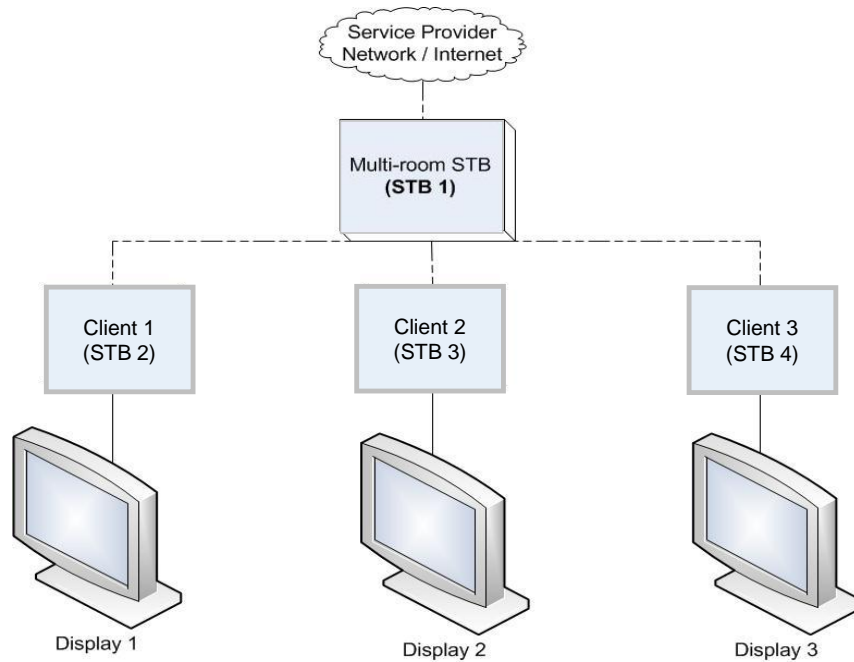 Service Provider
Network / Internet
Multi-room STB
(STB 1)
Client 1
(STB 2)
Client 2
(STB 3)
Client 3
(STB 4)
Display 1
Display 2
Display 3